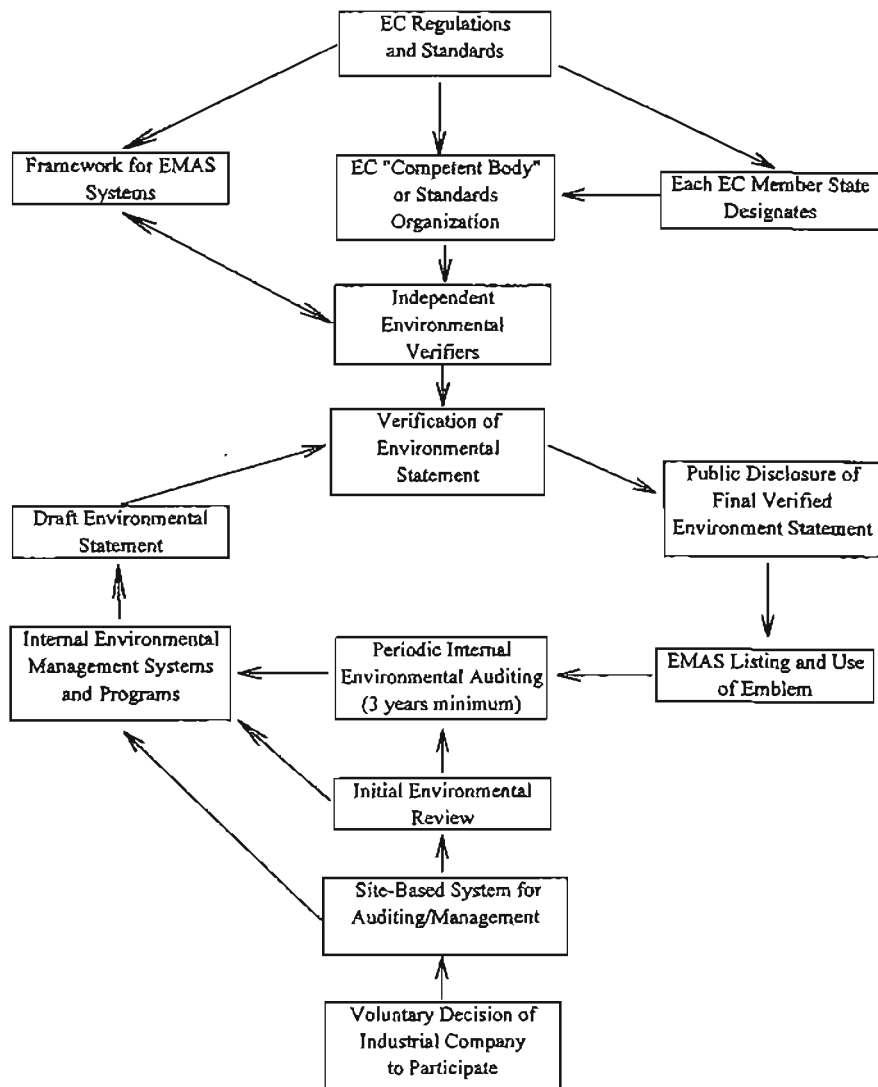 EC Regulations
and Standards
Framework for EMAS
Systems
EC "Competent Body"
or Standards
Organization
Each EC Member State
Designates
Independent
Environmental
Verifiers
Verification of
Environmental
Statement
Public Disclosure of
Final Verified
Environment Statement
Draft Environmental
Statement
Internal Environmental
Management Systems
and Programs
Periodic Internal
Environmental Auditing
(3 years minimum)
EMAS Listing and Use
of Emblem
Initial Environmental
Review
Site-Based System for
Auditing/Management
Voluntary Decision of
Industrial Company
to Participate